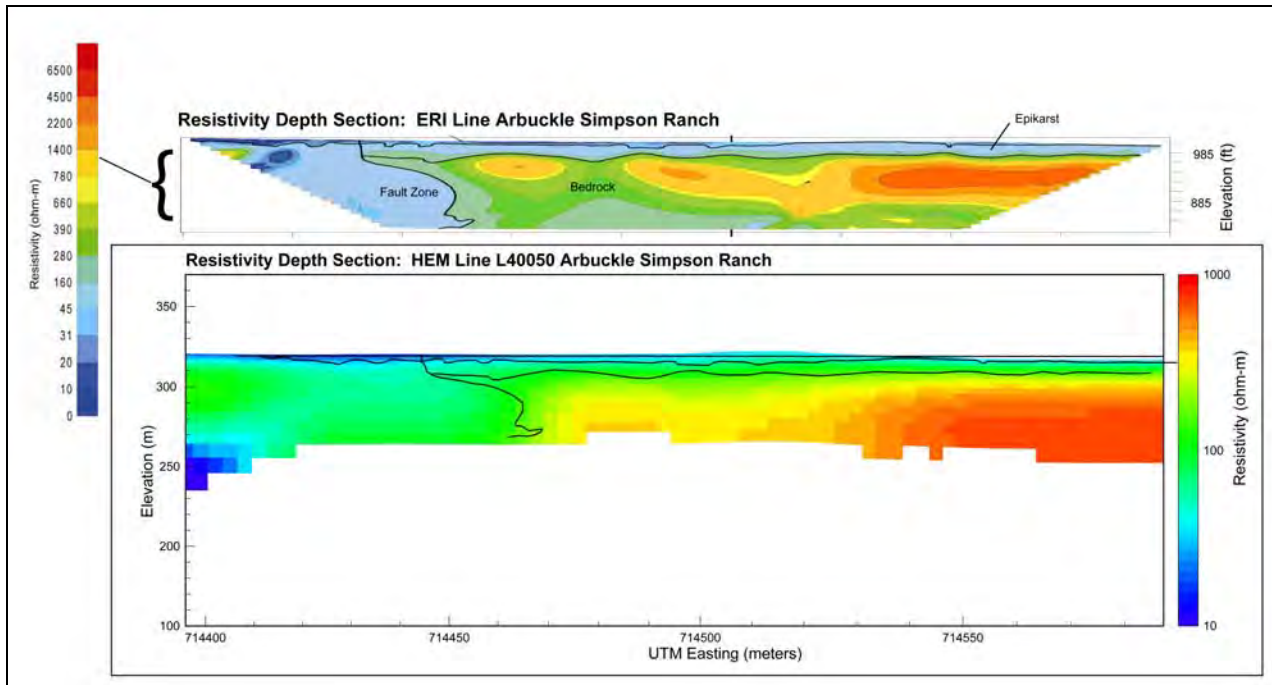 Resistivity (ohm-m)
6500
4500
2200
1400
780
660
390
280
160
45
31
20
10
0
Resistivity Depth Section: ERI Line Arbuckle Simpson Ranch
Epikarst
Fault Zone
Bedrock
985
885
Elevation (ft)
Resistivity Depth Section: HEM Line L40050 Arbuckle Simpson Ranch
Elevation (m)
350
300
250
200
100
714400
714450
714500
714550
UTM Easting (meters)
1000
100
10
Resistivity (ohm-m)